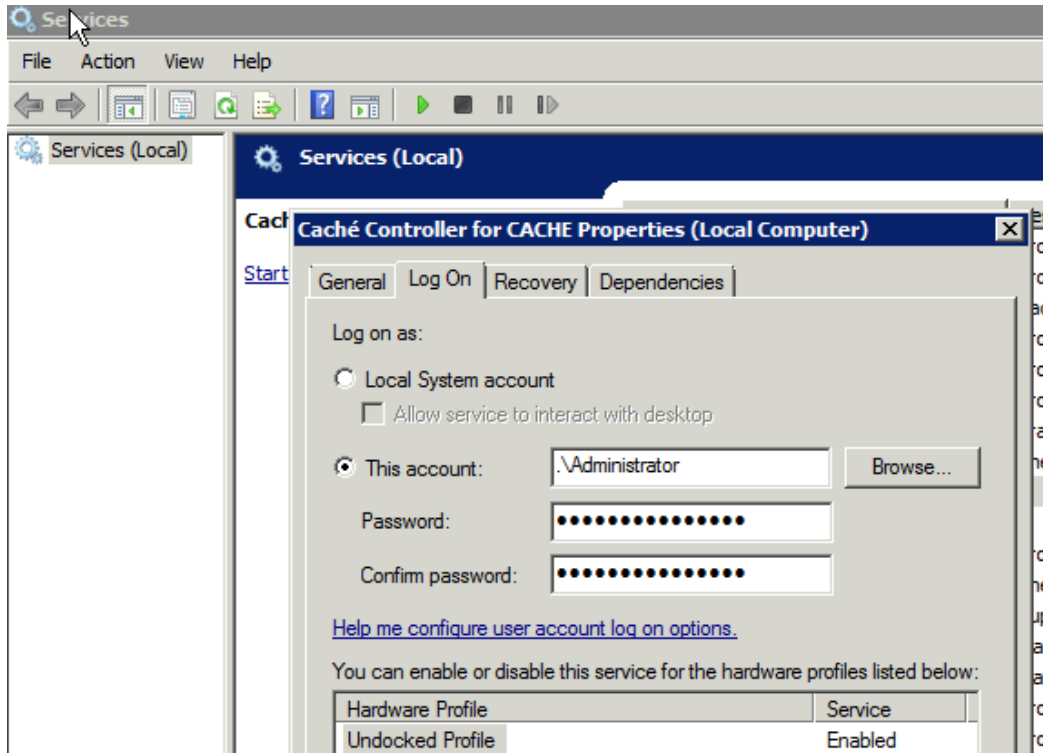 Services
File Action View Help
Services (Local)
Services (Local)
Start
Caché Controller for CACHE Properties (Local Computer)
General Log On Recovery Dependencies
Log on as:
Local System account
Allow service to interact with desktop
This account: .\Administrator Browse...
Password: •••••••••••••••
Confirm password: •••••••••••••••
Help me configure user account log on options.
You can enable or disable this service for the hardware profiles listed below:
Hardware Profile Service
Undocked Profile Enabled